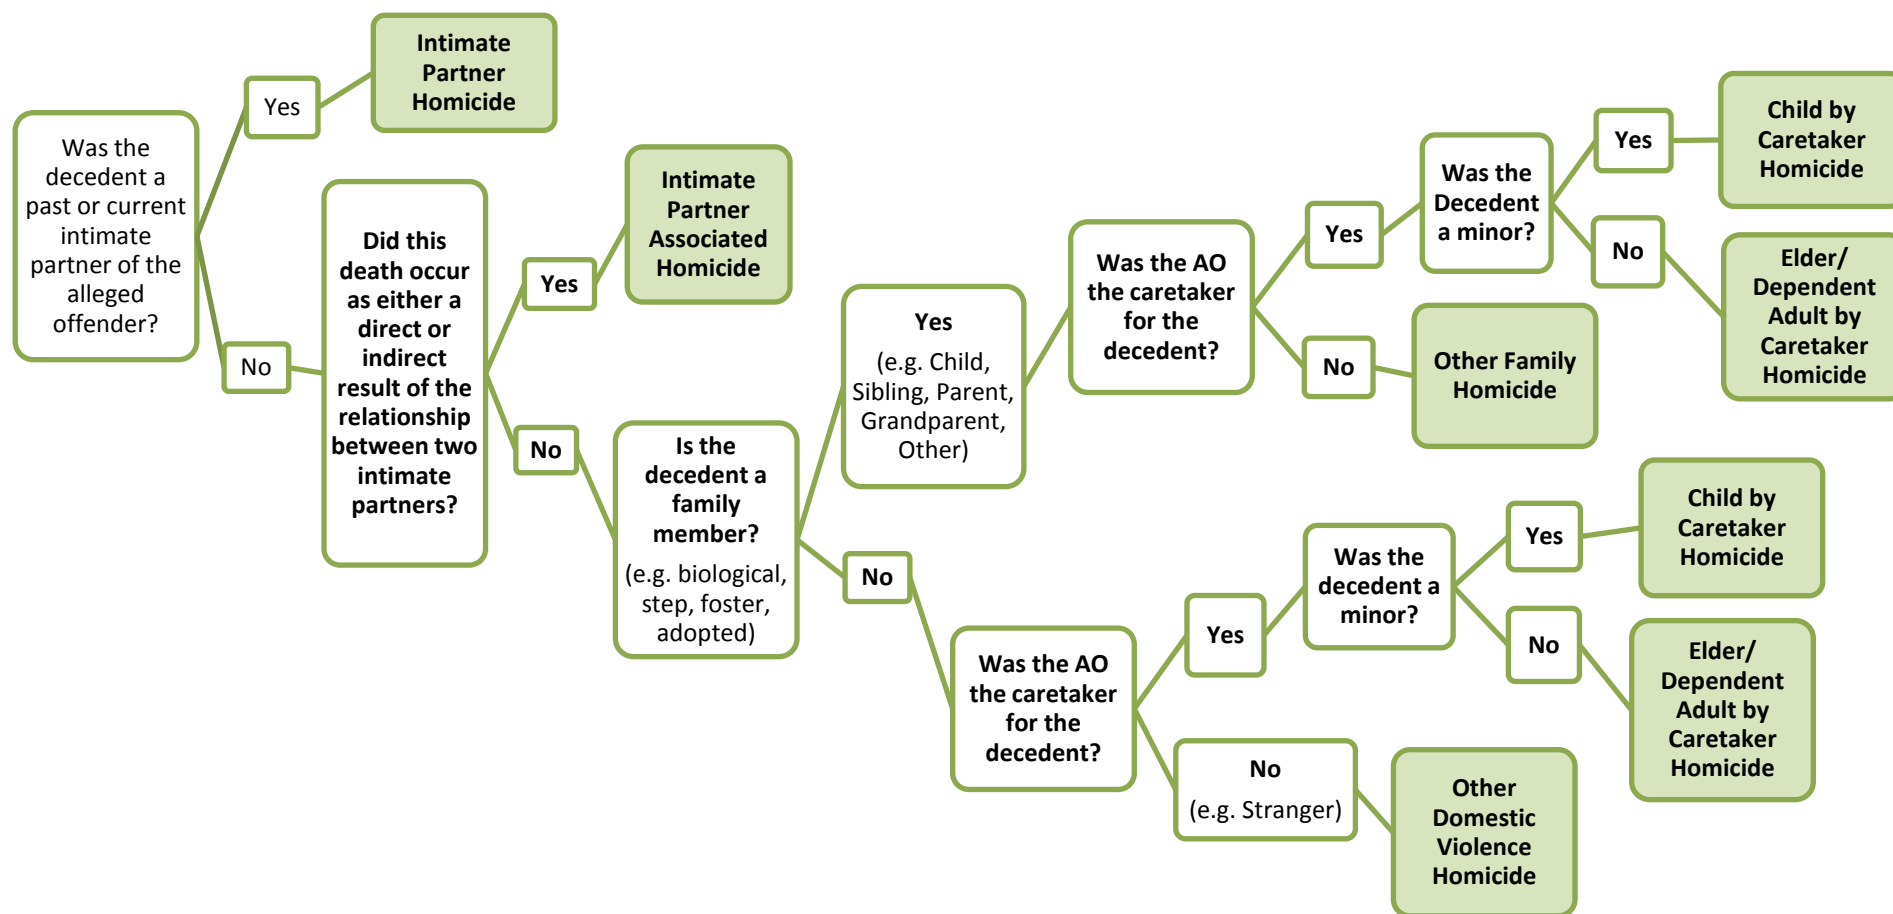 Was the
decedent a
past or current
intimate
partner of the
alleged
offender?
Yes
Intimate
Partner
Homicide
No
Did this
death occur
as either a
direct or
indirect
result of the
relationship
between two
intimate
partners?
Yes
Intimate
Partner
Associated
Homicide
No
Is the
decedent a
family
member?
(e.g. biological,
step, foster,
adopted)
Yes
(e.g. Child,
Sibling, Parent,
Grandparent,
Other)
Was the AO
the caretaker
for the
decedent?
Yes
Was the
Decedent
a minor?
Yes
Child by
Caretaker
Homicide
No
Elder/
Dependent
Adult by
Caretaker
Homicide
No
Other Family
Homicide
No
Was the AO
the caretaker
for the
decedent?
Yes
Was the
decedent a
minor?
Yes
Child by
Caretaker
Homicide
No
Elder/
Dependent
Adult by
Caretaker
Homicide
No
(e.g. Stranger)
Other
Domestic
Violence
Homicide